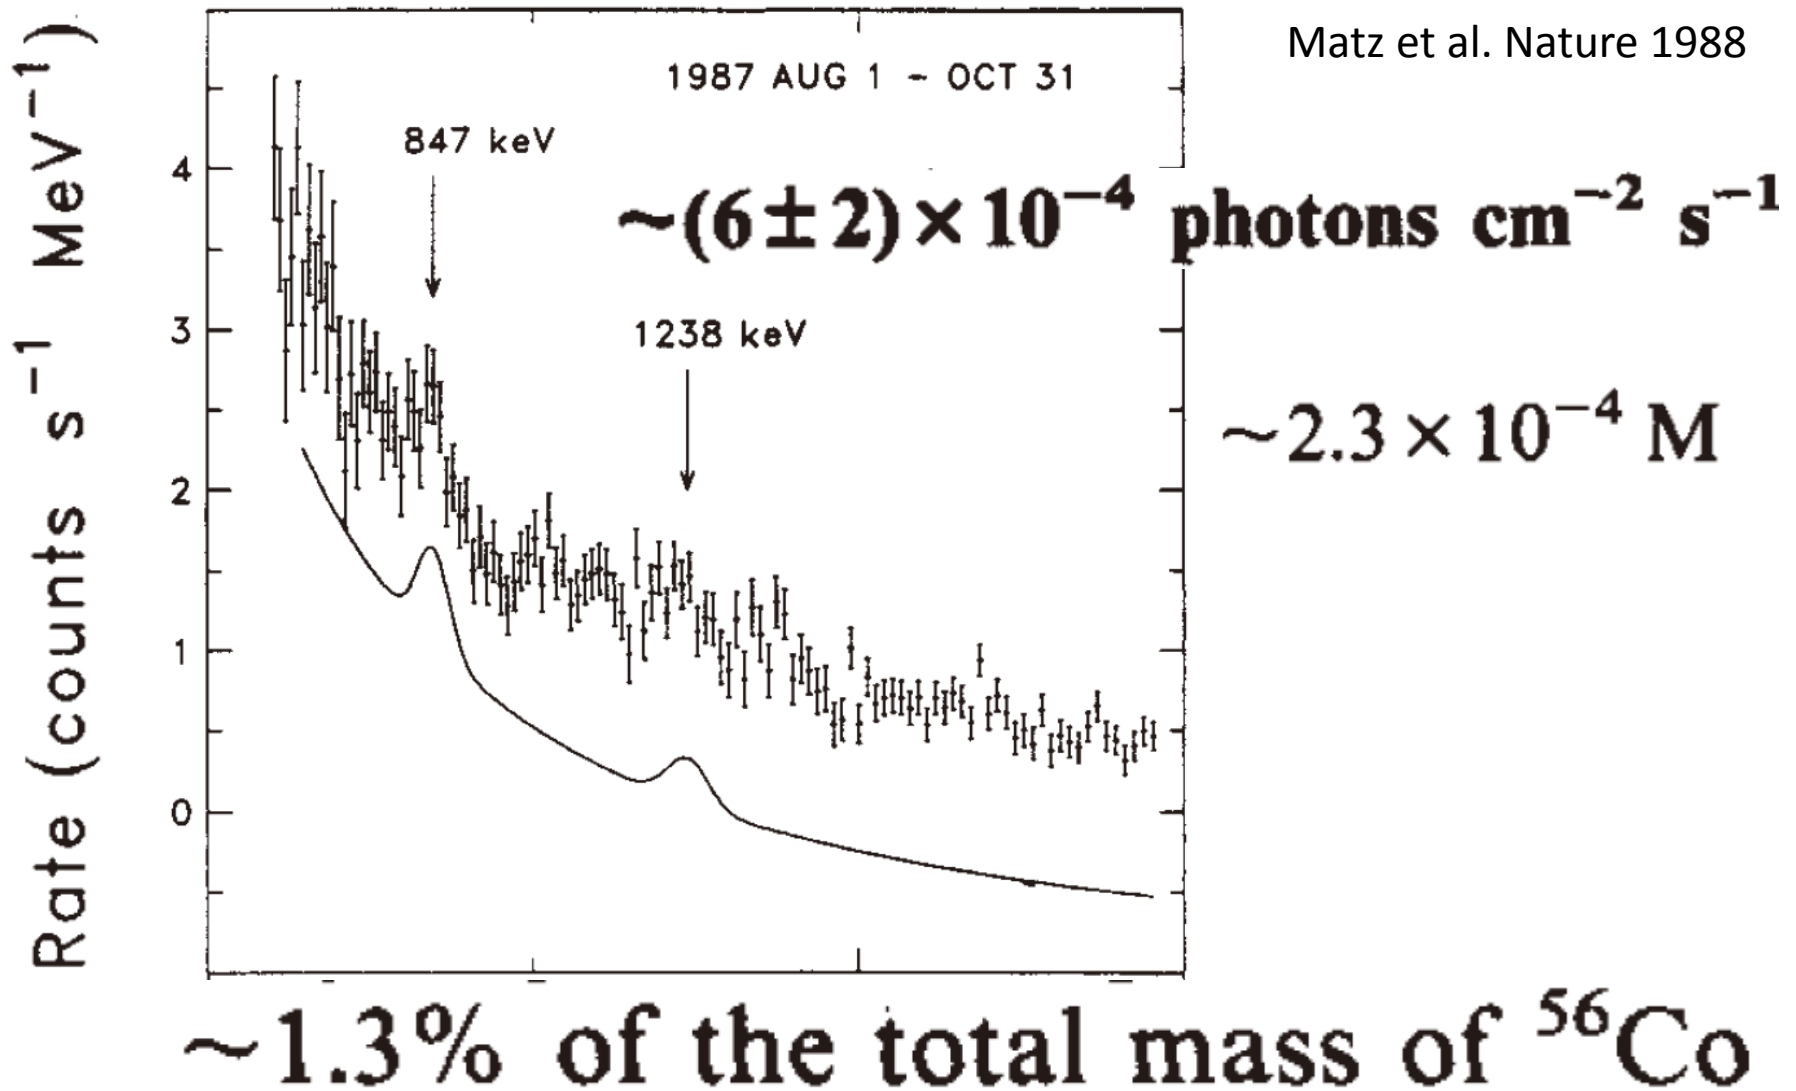 Matz et al. Nature 1988
1987 AUG 1 - OCT 31
847 keV
~(6±2)×10⁻⁴ photons cm⁻² s⁻¹
1238 keV
~2.3×10⁻⁴ M
Rate (counts s⁻¹ MeV⁻¹)
4
3
2
1
0
~1.3% of the total mass of ⁵⁶Co